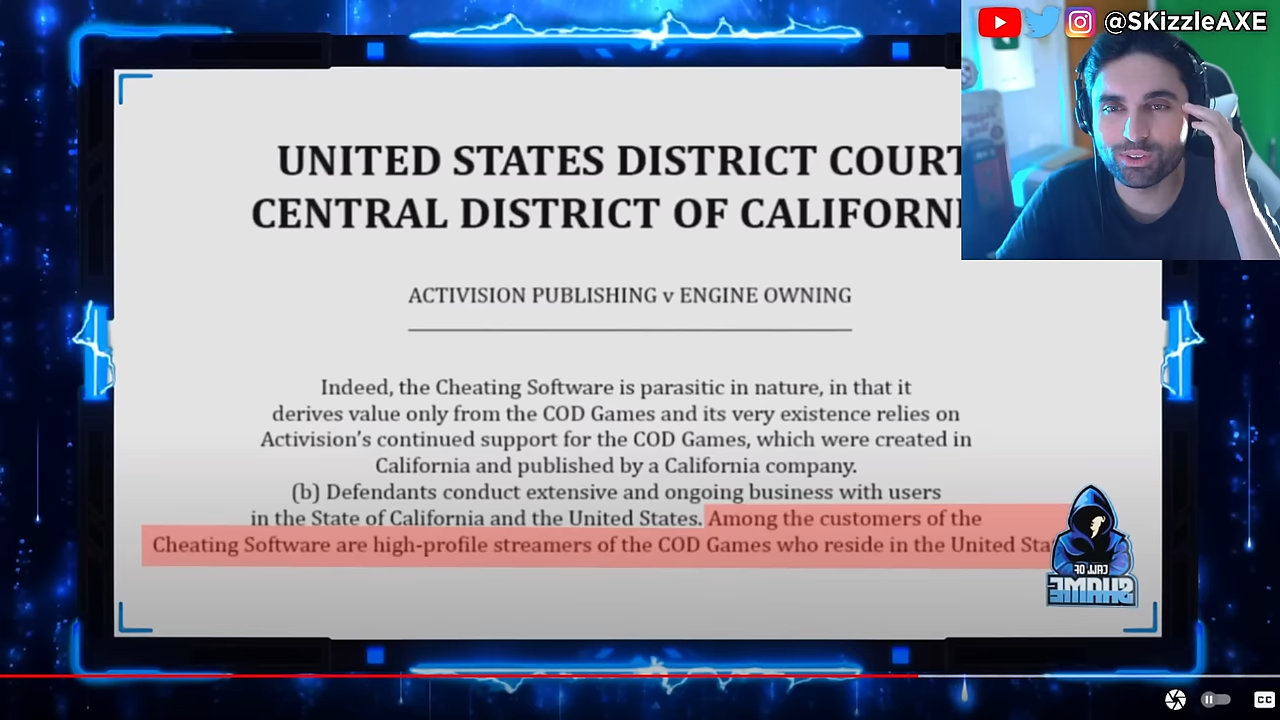 @SKizzleAXE
UNITED STATES DISTRICT COURT
CENTRAL DISTRICT OF CALIFORNI
ACTIVISION PUBLISHING v ENGINE OWNING
Indeed, the Cheating Software is parasitic in nature, in that it
derives value only from the COD Games and its very existence relies on
Activision's continued support for the COD Games, which were created in
California and published by a California company.
(b) Defendants conduct extensive and ongoing business with users
in the State of California and the United States. Among the customers of the
Cheating Software are high-profile streamers of the COD Games who reside in the United Sta
CALL OF
SHAME
CC